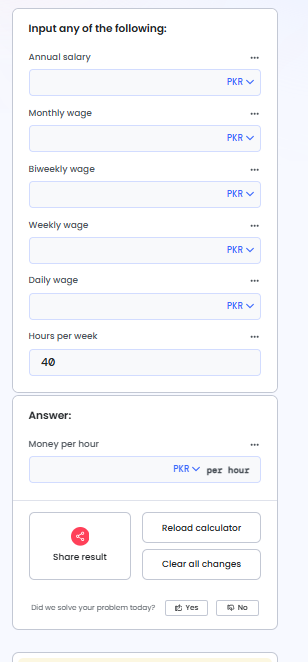 Input any of the following:
Annual salary ...
PKR
Monthly wage ...
PKR
Biweekly wage ...
PKR
Weekly wage ...
PKR
Daily wage ...
PKR
Hours per week ...
40
Answer:
Money per hour ...
PKR per hour
Share result
Reload calculator
Clear all changes
Did we solve your problem today? Yes No